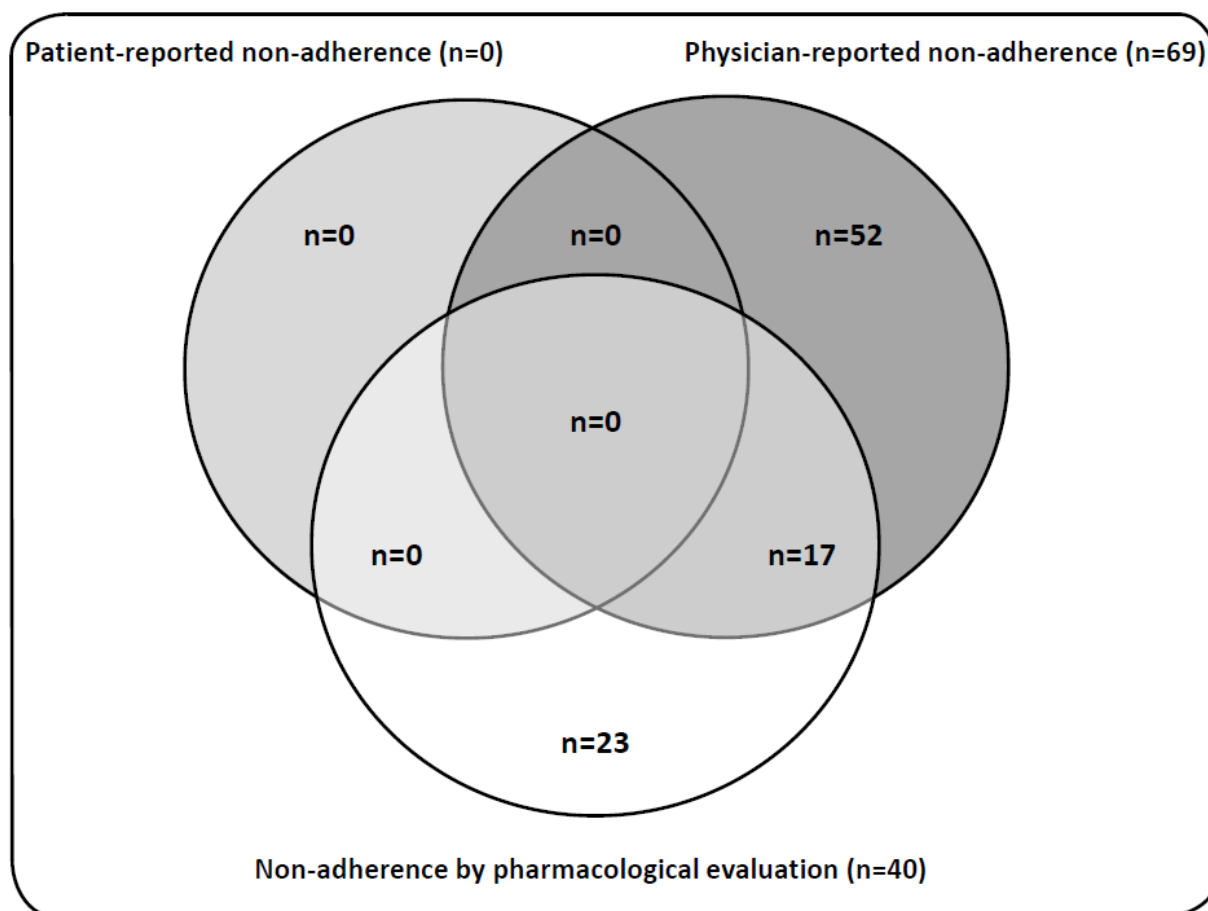 Patient-reported non-adherence (n=0)
Physician-reported non-adherence (n=69)
n=0
n=0
n=52
n=0
n=0
n=17
n=23
Non-adherence by pharmacological evaluation (n=40)